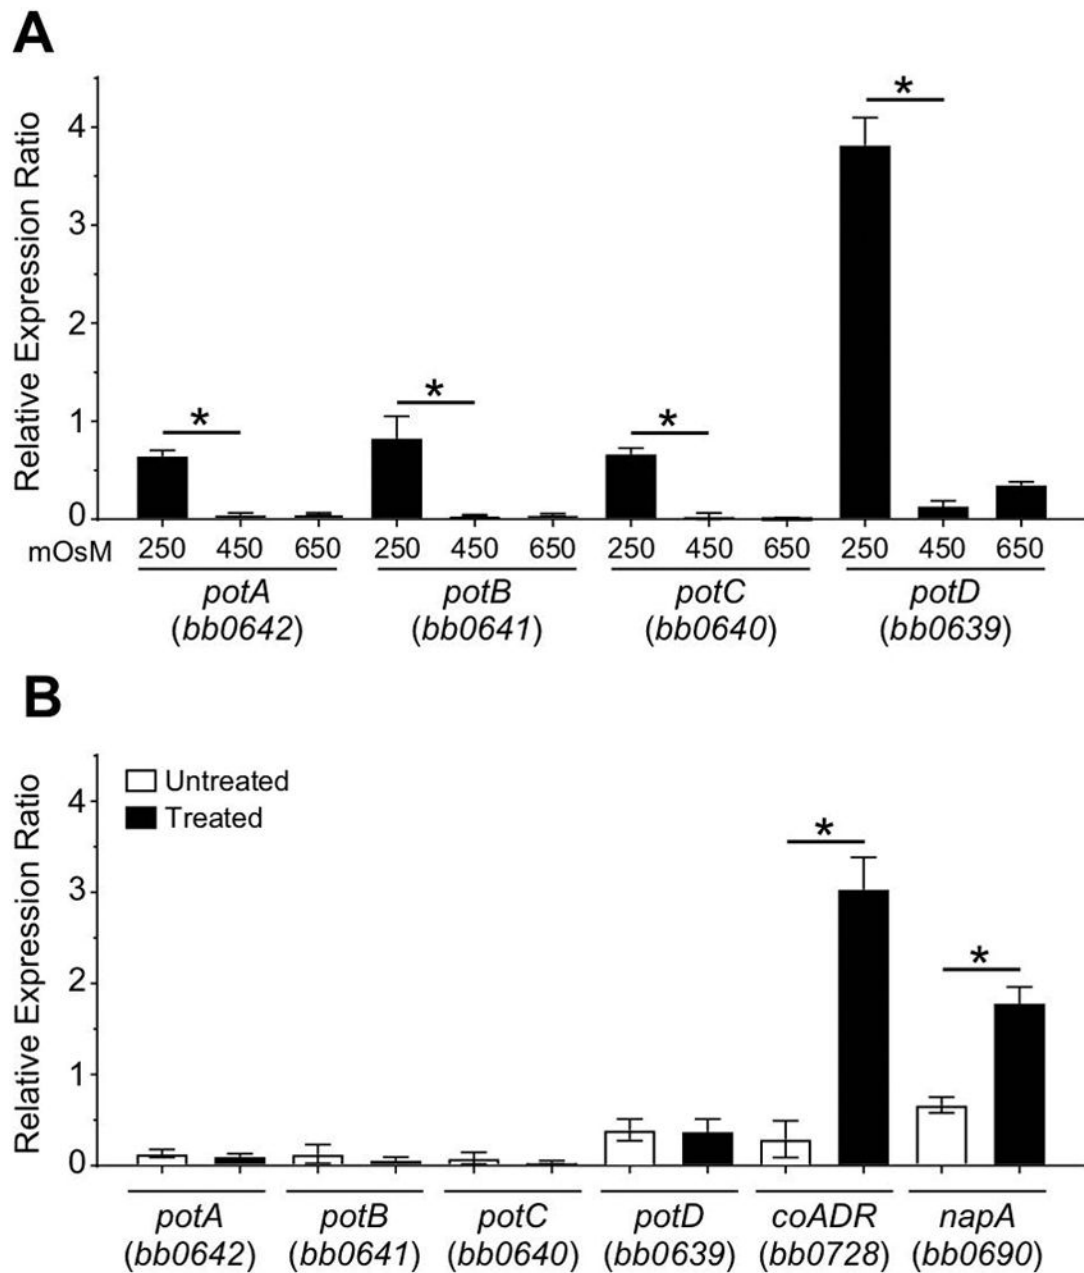 A
Relative Expression Ratio
4
3
2
1
0
*
*
*
*
mOsM 250 450 650 250 450 650 250 450 650 250 450 650
potA potB potC potD
(bb0642) (bb0641) (bb0640) (bb0639)
B
Relative Expression Ratio
4
3
2
1
0
Untreated
Treated
*
*
potA potB potC potD coADR napA
(bb0642) (bb0641) (bb0640) (bb0639) (bb0728) (bb0690)